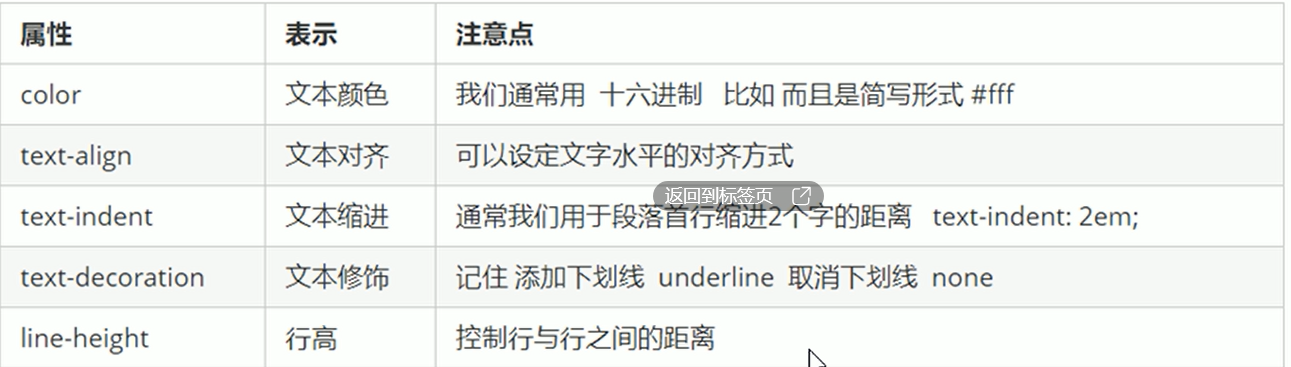 属性 表示 注意点
color 文本颜色 我们通常用 十六进制 比如 而且是简写形式 #fff
text-align 文本对齐 可以设定文字水平的对齐方式
返回到标签页
text-indent 文本缩进 通常我们用于段落首行缩进2个字的距离 text-indent: 2em;
text-decoration 文本修饰 记住 添加下划线 underline 取消下划线 none
line-height 行高 控制行与行之间的距离